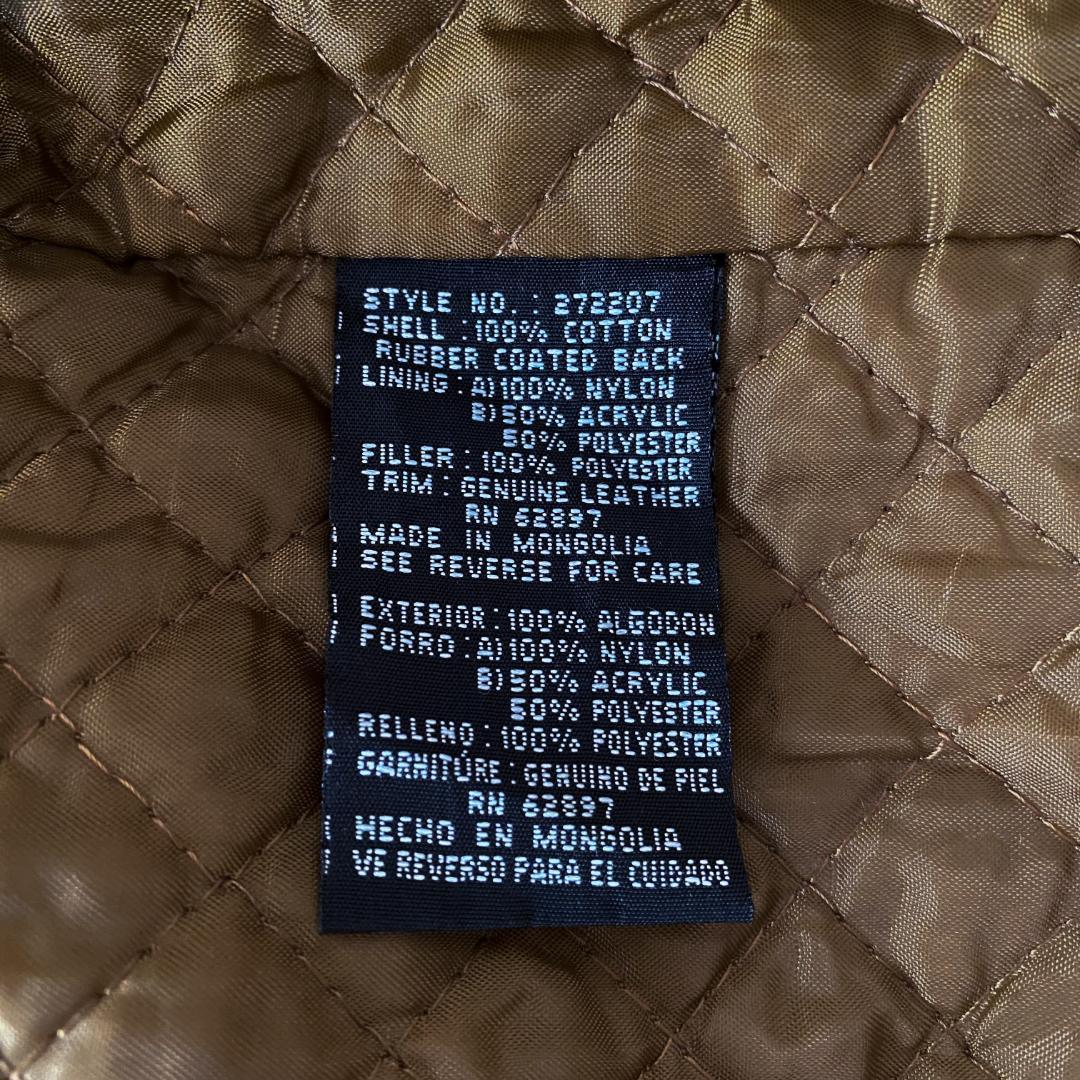 STYLE NO. : 273207
SHELL : 100% COTTON
RUBBER COATED BACK
LINING : A) 100% NYLON
B) 50% ACRYLIC
50% POLYESTER
FILLER : 100% POLYESTER
TRIM : GENUINE LEATHER
RN 62897
MADE IN MONGOLIA
SEE REVERSE FOR CARE
EXTERIOR : 100% ALGODON
FORRO : A) 100% NYLON
B) 50% ACRYLIC
50% POLYESTER
RELLENO : 100% POLYESTER
GARNITURE : GENUINO DE PIEL
RN 62897
HECHO EN MONGOLIA
VE REVERSO PARA EL CUIDADO